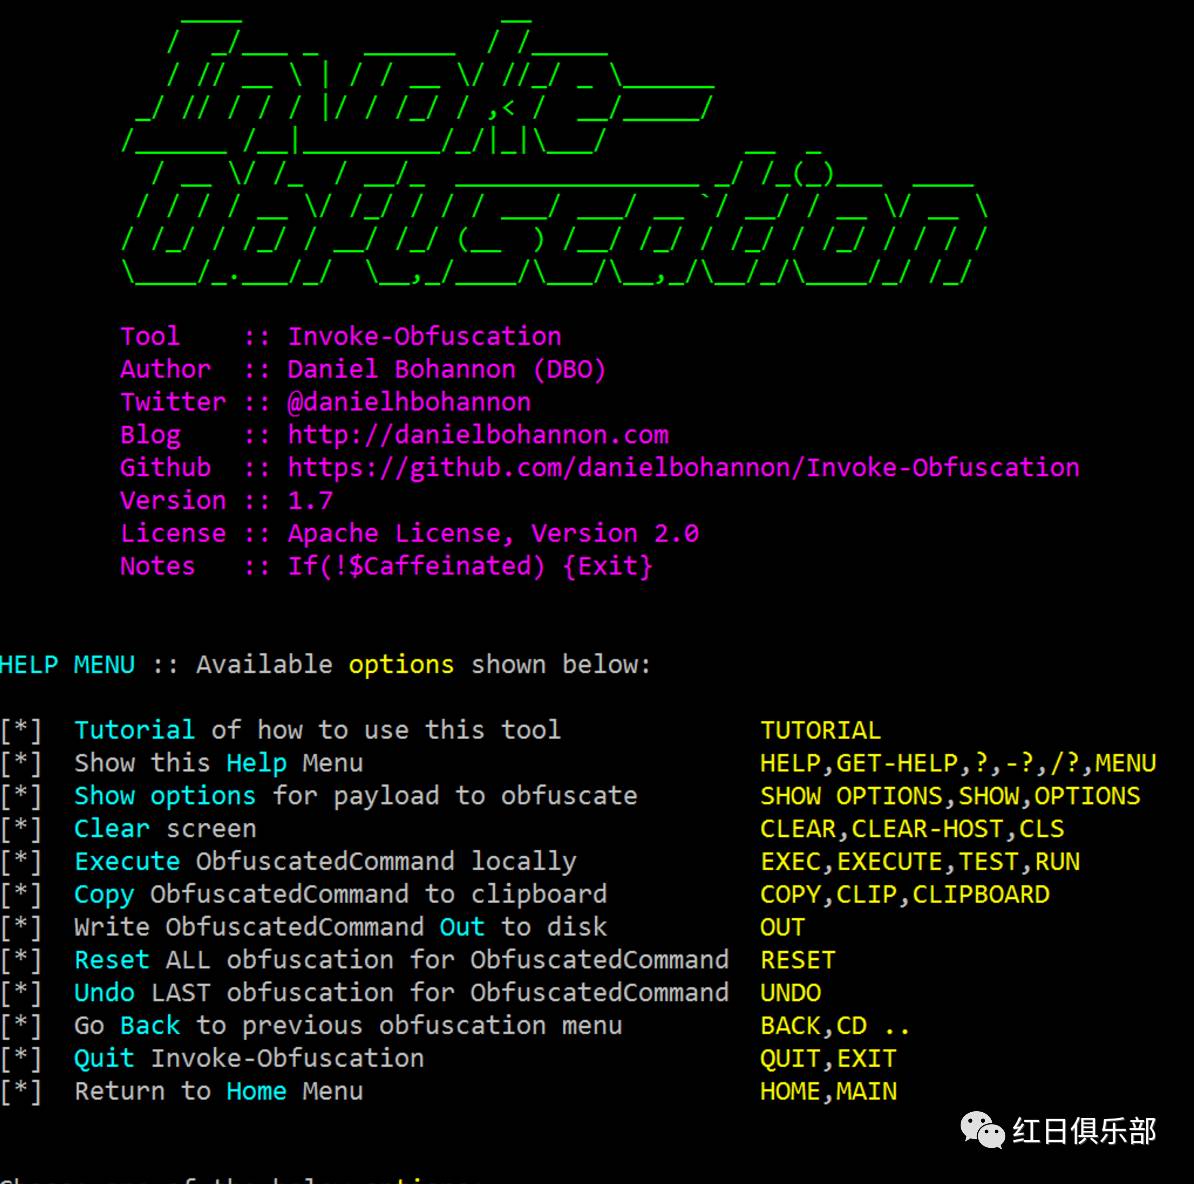 Invoke-
Obfuscation
Tool    :: Invoke-Obfuscation
Author  :: Daniel Bohannon (DBO)
Twitter :: @danielhbohannon
Blog    :: http://danielbohannon.com
Github  :: https://github.com/danielbohannon/Invoke-Obfuscation
Version :: 1.7
License :: Apache License, Version 2.0
Notes   :: If(!$Caffeinated) {Exit}
HELP MENU :: Available options shown below:
[*]  Tutorial of how to use this tool             TUTORIAL
[*]  Show this Help Menu                          HELP,GET-HELP,?,-?,/?,MENU
[*]  Show options for payload to obfuscate        SHOW OPTIONS,SHOW,OPTIONS
[*]  Clear screen                                 CLEAR,CLEAR-HOST,CLS
[*]  Execute ObfuscatedCommand locally            EXEC,EXECUTE,TEST,RUN
[*]  Copy ObfuscatedCommand to clipboard          COPY,CLIP,CLIPBOARD
[*]  Write ObfuscatedCommand Out to disk          OUT
[*]  Reset ALL obfuscation for ObfuscatedCommand  RESET
[*]  Undo LAST obfuscation for ObfuscatedCommand  UNDO
[*]  Go Back to previous obfuscation menu         BACK,CD ..
[*]  Quit Invoke-Obfuscation                      QUIT,EXIT
[*]  Return to Home Menu                          HOME,MAIN
红日俱乐部